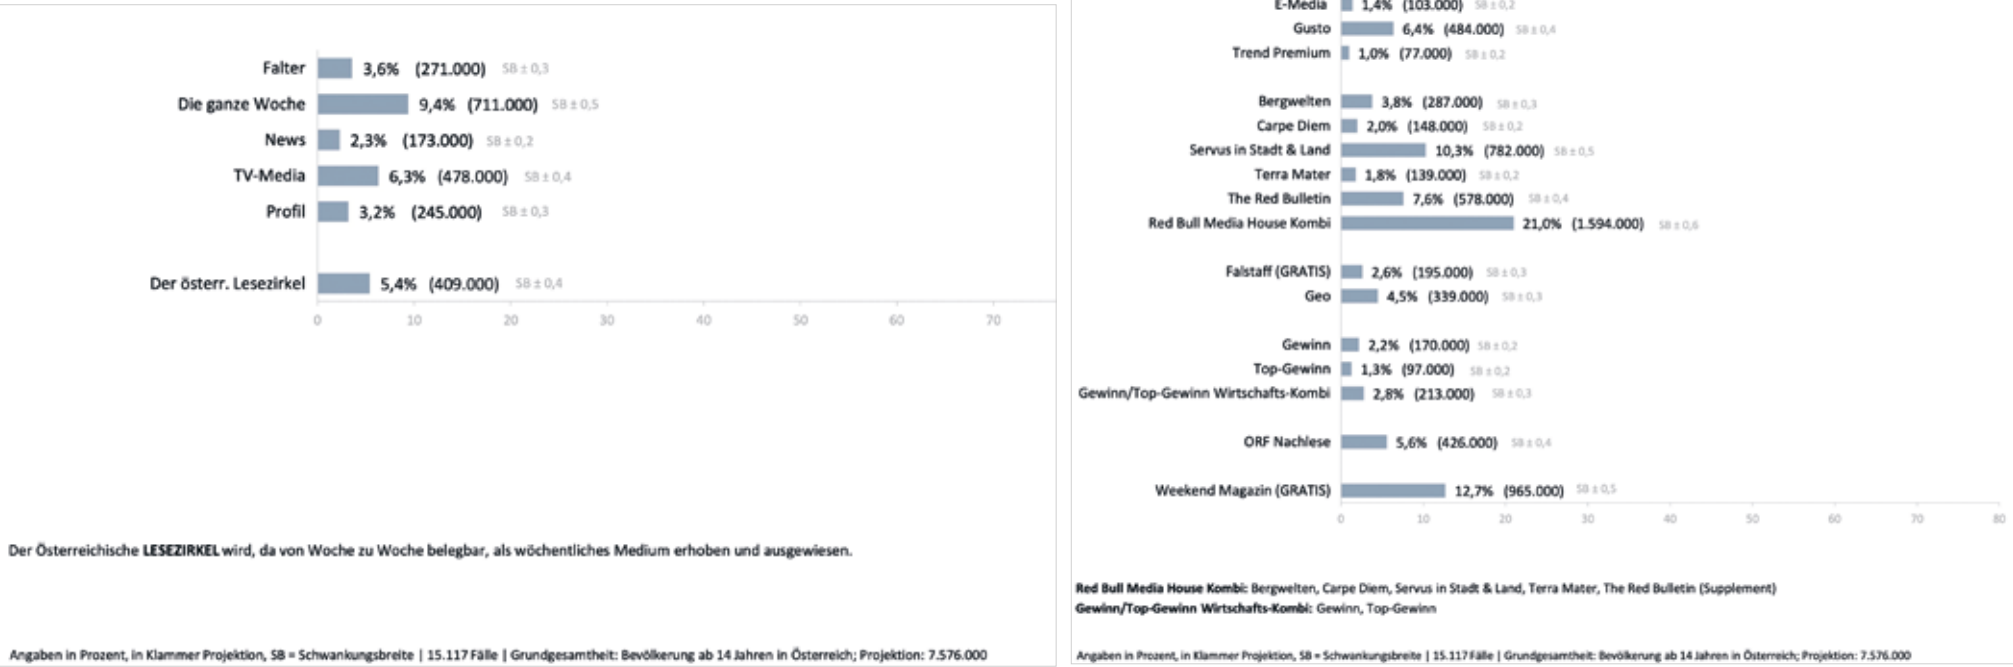 Falter 3,6% (271.000) SB ± 0,3
Die ganze Woche 9,4% (711.000) SB ± 0,5
News 2,3% (173.000) SB ± 0,2
TV-Media 6,3% (478.000) SB ± 0,4
Profil 3,2% (245.000) SB ± 0,3
Der österr. Lesezirkel 5,4% (409.000) SB ± 0,4
0 10 20 30 40 50 60 70
Der Österreichische LESEZIRKEL wird, da von Woche zu Woche belegbar, als wöchentliches Medium erhoben und ausgewiesen.
Angaben in Prozent, in Klammer Projektion, SB = Schwankungsbreite | 15.117 Fälle | Grundgesamtheit: Bevölkerung ab 14 Jahren in Österreich; Projektion: 7.576.000
E-Media 1,4% (103.000) SB ± 0,2
Gusto 6,4% (484.000) SB ± 0,4
Trend Premium 1,0% (77.000) SB ± 0,2
Bergwelten 3,8% (287.000) SB ± 0,3
Carpe Diem 2,0% (148.000) SB ± 0,2
Servus in Stadt & Land 10,3% (782.000) SB ± 0,5
Terra Mater 1,8% (139.000) SB ± 0,2
The Red Bulletin 7,6% (578.000) SB ± 0,4
Red Bull Media House Kombi 21,0% (1.594.000) SB ± 0,6
Falstaff (GRATIS) 2,6% (195.000) SB ± 0,3
Geo 4,5% (339.000) SB ± 0,3
Gewinn 2,2% (170.000) SB ± 0,2
Top-Gewinn 1,3% (97.000) SB ± 0,2
Gewinn/Top-Gewinn Wirtschafts-Kombi 2,8% (213.000) SB ± 0,3
ORF Nachlese 5,6% (426.000) SB ± 0,4
Weekend Magazin (GRATIS) 12,7% (965.000) SB ± 0,5
0 10 20 30 40 50 60 70 80
Red Bull Media House Kombi: Bergwelten, Carpe Diem, Servus in Stadt & Land, Terra Mater, The Red Bulletin (Supplement)
Gewinn/Top-Gewinn Wirtschafts-Kombi: Gewinn, Top-Gewinn
Angaben in Prozent, in Klammer Projektion, SB = Schwankungsbreite | 15.117 Fälle | Grundgesamtheit: Bevölkerung ab 14 Jahren in Österreich; Projektion: 7.576.000